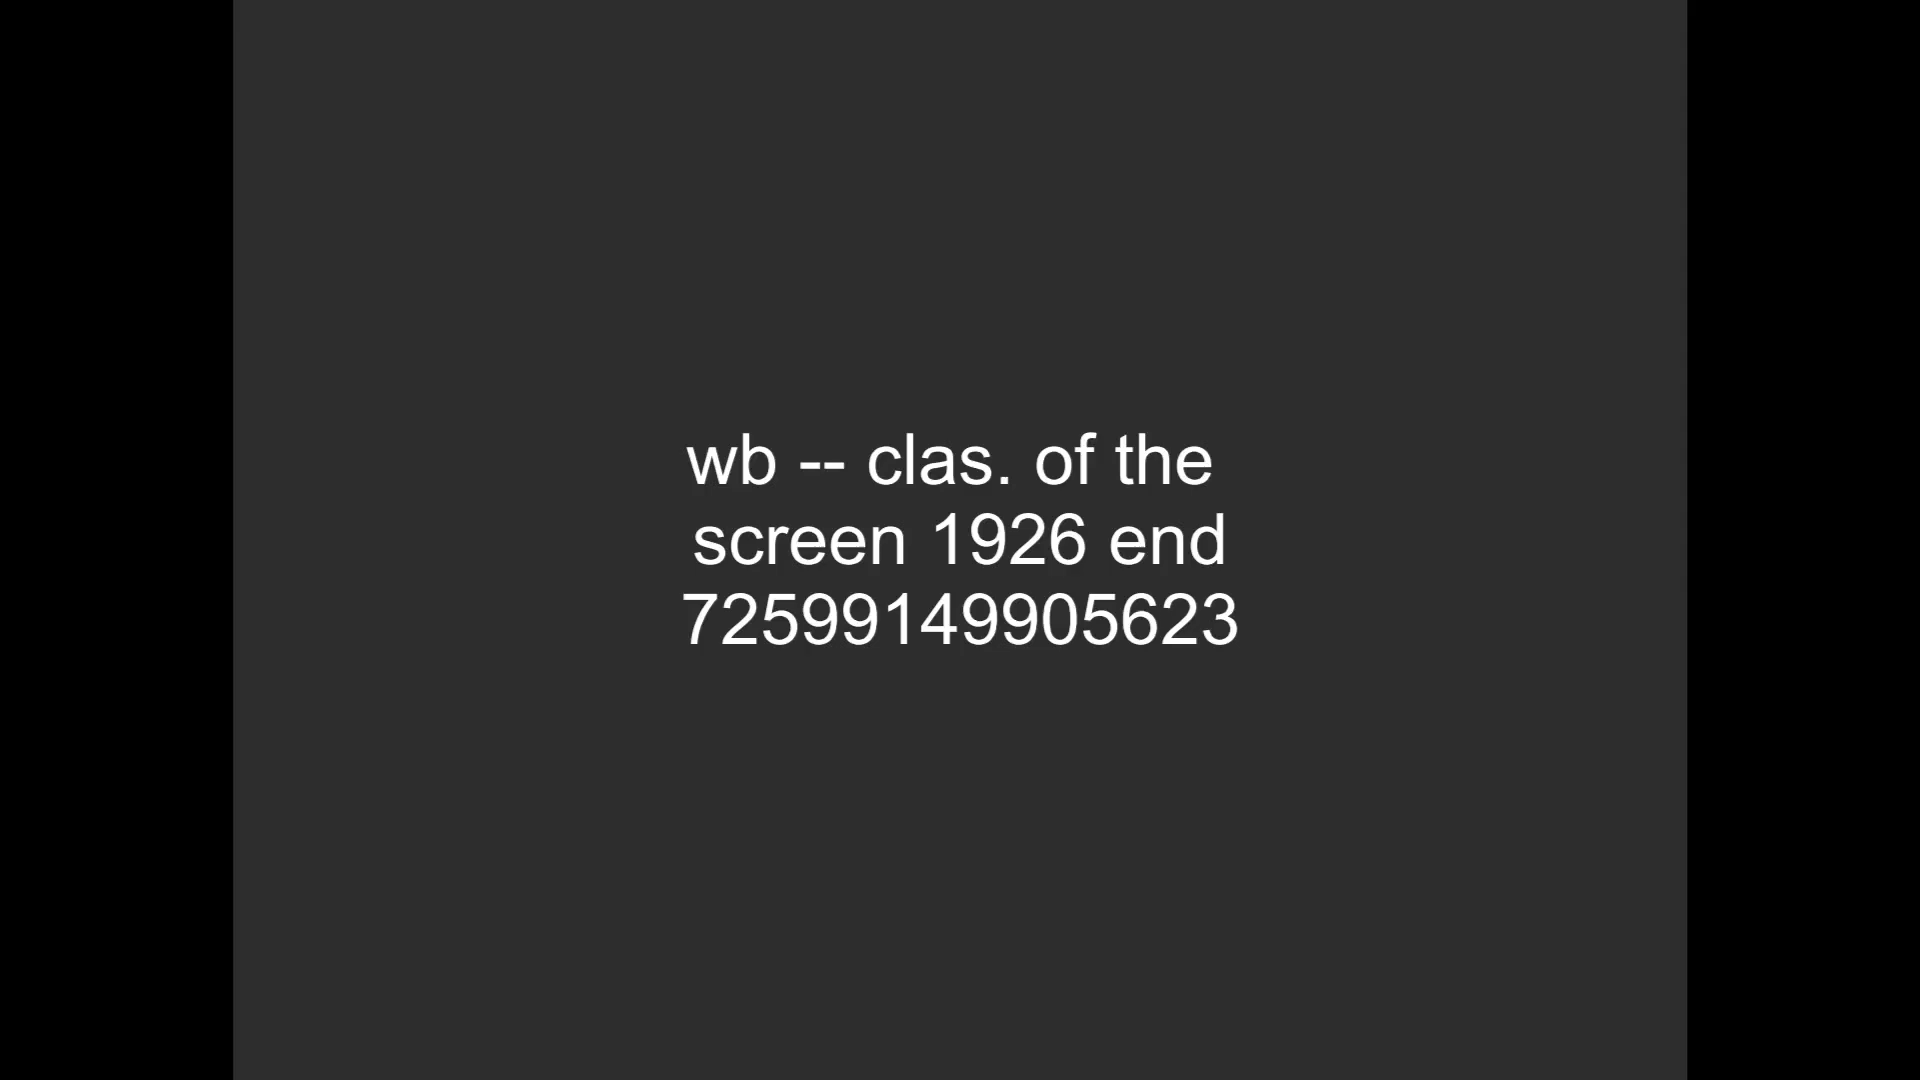 wb -- clas. of the
screen 1926 end
72599149905623